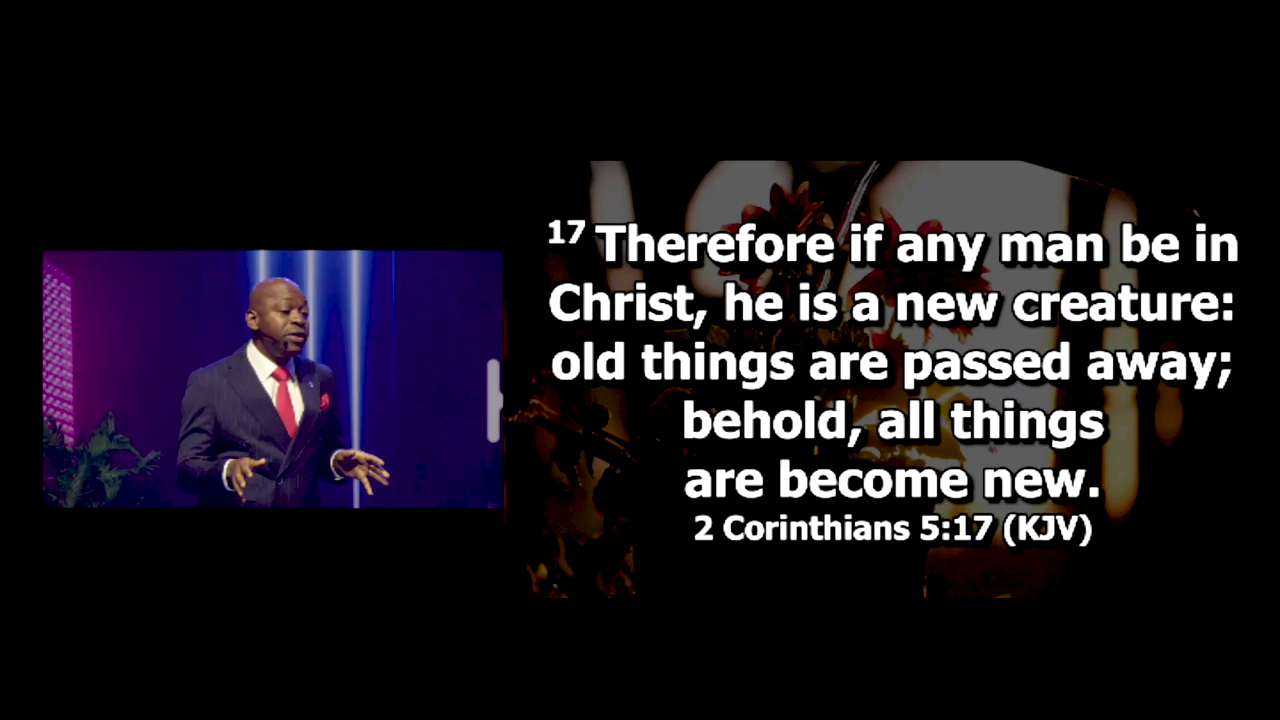 17 Therefore if any man be in
Christ, he is a new creature:
old things are passed away;
behold, all things
are become new.
2 Corinthians 5:17 (KJV)